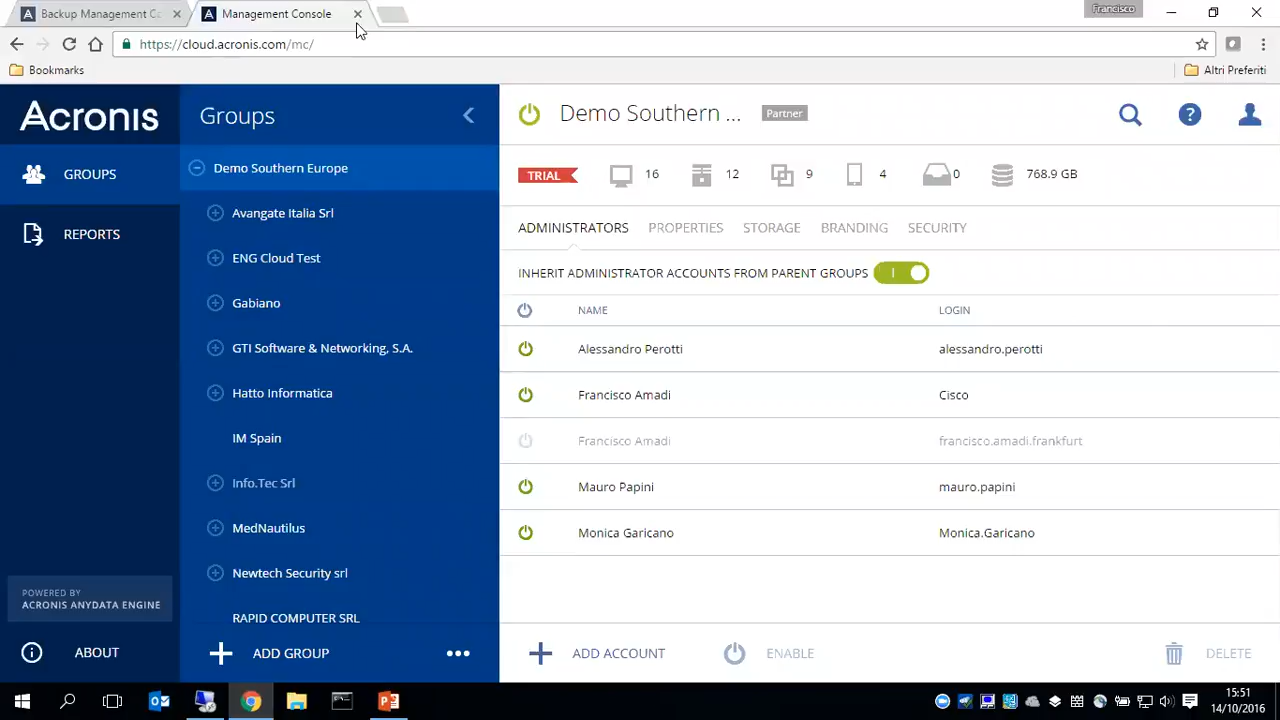 Backup Management Co
Management Console
Francisco
https://cloud.acronis.com/mc/
Bookmarks
Altri Preferiti
Acronis
Groups
Demo Southern ...
Partner
GROUPS
REPORTS
Demo Southern Europe
Avangate Italia Srl
ENG Cloud Test
Gabiano
GTI Software & Networking, S.A.
Hatto Informatica
IM Spain
Info.Tec Srl
MedNautilus
Newtech Security srl
RAPID COMPUTER SRL
TRIAL
16
12
9
4
0
768.9 GB
ADMINISTRATORS
PROPERTIES
STORAGE
BRANDING
SECURITY
INHERIT ADMINISTRATOR ACCOUNTS FROM PARENT GROUPS
NAME LOGIN
Alessandro Perotti alessandro.perotti
Francisco Amadi Cisco
Francisco Amadi francisco.amadi.frankfurt
Mauro Papini mauro.papini
Monica Garicano Monica.Garicano
POWERED BY
ACRONIS ANYDATA ENGINE
ABOUT
ADD GROUP
ADD ACCOUNT
ENABLE
DELETE
15:51
14/10/2016